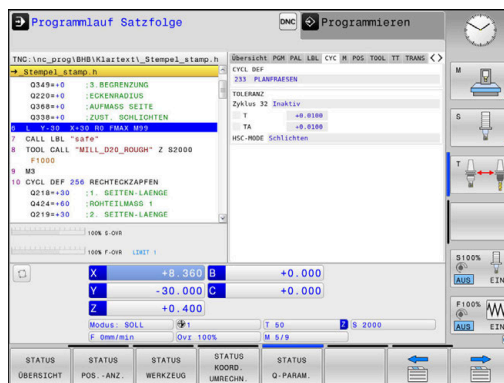 Programmlauf Satzfolge
DNC
Programmieren
TNC:\nc_prog\BHB\Klartext\_Stempel_stamp.h
→_Stempel_stamp.h
Q349=+0 ;3.BEGRENZUNG
Q220=+0 ;ECKENRADIUS
Q368=+0 ;AUFMASS SEITE
Q338=+0 ;ZUST. SCHLICHTEN
6 L Y-30 X+30 R0 FMAX M99
7 CALL LBL "safe"
8 TOOL CALL "MILL_D20_ROUGH" Z S2000
F1000
9 M3
10 CYCL DEF 256 RECHTECKZAPFEN
Q218=+30 ;1. SEITEN-LAENGE
Q424=+60 ;ROHTEILMASS 1
Q219=+30 ;2. SEITEN-LAENGE
Übersicht PGM PAL LBL CYC M POS TOOL TT TRANS
CYCL DEF
233 PLANFRAESEN
TOLERANZ
Zyklus 32 Inaktiv
T +0.0100
TA +0.0100
HSC-MODE Schlichten
100% S-OVR
100% F-OVR LIMIT 1
X +8.360 B +0.000
Y -30.000 C +0.000
Z +0.400
Modus: SOLL 1 T 50 Z S 2000
F 0mm/min Ovr 100% M 5/9
M
S
T
S100%
AUS EIN
F100%
AUS EIN
STATUS
ÜBERSICHT
STATUS
POS.-ANZ.
STATUS
WERKZEUG
STATUS
KOORD.
UMRECHN.
STATUS
Q-PARAM.